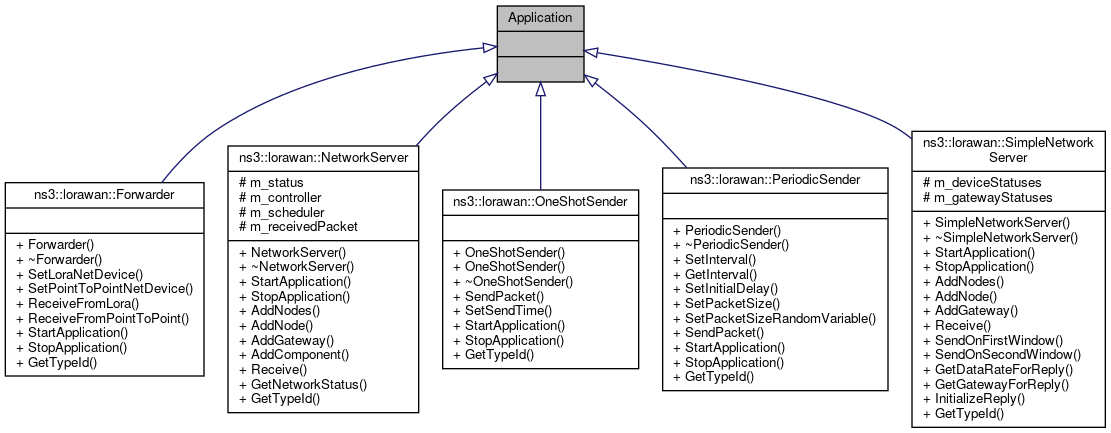 Application
ns3::lorawan::Forwarder
+ Forwarder()
+ ~Forwarder()
+ SetLoraNetDevice()
+ SetPointToPointNetDevice()
+ ReceiveFromLora()
+ ReceiveFromPointToPoint()
+ StartApplication()
+ StopApplication()
+ GetTypeId()
ns3::lorawan::NetworkServer
# m_status
# m_controller
# m_scheduler
# m_receivedPacket
+ NetworkServer()
+ ~NetworkServer()
+ StartApplication()
+ StopApplication()
+ AddNodes()
+ AddNode()
+ AddGateway()
+ AddComponent()
+ Receive()
+ GetNetworkStatus()
+ GetTypeId()
ns3::lorawan::OneShotSender
+ OneShotSender()
+ OneShotSender()
+ ~OneShotSender()
+ SendPacket()
+ SetSendTime()
+ StartApplication()
+ StopApplication()
+ GetTypeId()
ns3::lorawan::PeriodicSender
+ PeriodicSender()
+ ~PeriodicSender()
+ SetInterval()
+ GetInterval()
+ SetInitialDelay()
+ SetPacketSize()
+ SetPacketSizeRandomVariable()
+ SendPacket()
+ StartApplication()
+ StopApplication()
+ GetTypeId()
ns3::lorawan::SimpleNetwork
Server
# m_deviceStatuses
# m_gatewayStatuses
+ SimpleNetworkServer()
+ ~SimpleNetworkServer()
+ StartApplication()
+ StopApplication()
+ AddNodes()
+ AddNode()
+ AddGateway()
+ Receive()
+ SendOnFirstWindow()
+ SendOnSecondWindow()
+ GetDataRateForReply()
+ GetGatewayForReply()
+ InitializeReply()
+ GetTypeId()